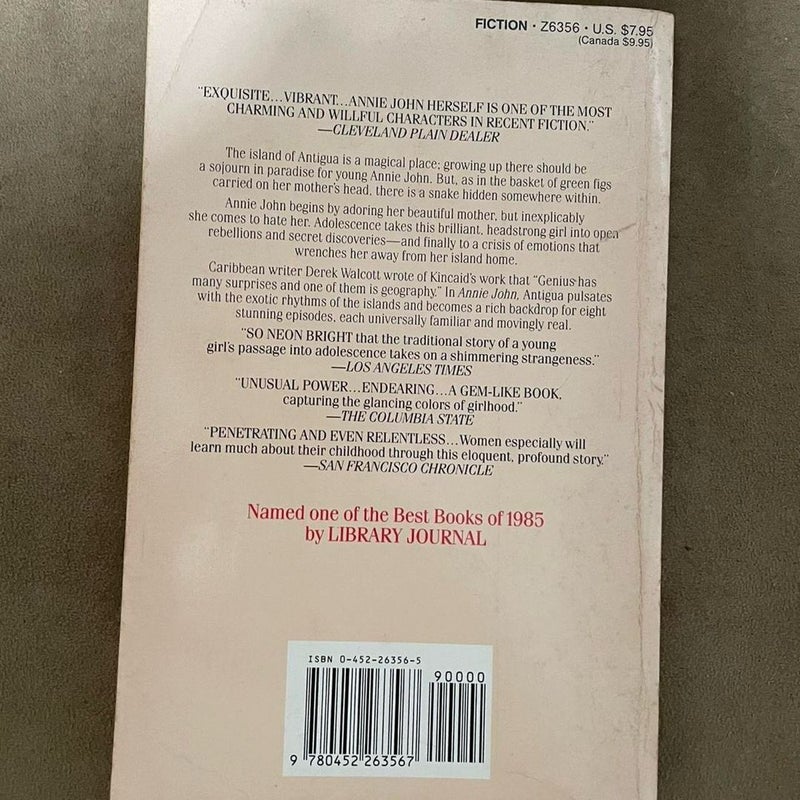 FICTION · Z6356 · U.S. $7.95
(Canada $9.95)
"EXQUISITE...VIBRANT...ANNIE JOHN HERSELF IS ONE OF THE MOST
CHARMING AND WILLFUL CHARACTERS IN RECENT FICTION."
—CLEVELAND PLAIN DEALER
The island of Antigua is a magical place; growing up there should be
a sojourn in paradise for young Annie John. But, as in the basket of green figs
carried on her mother's head, there is a snake hidden somewhere within.
Annie John begins by adoring her beautiful mother, but inexplicably
she comes to hate her. Adolescence takes this brilliant, headstrong girl into open
rebellions and secret discoveries—and finally to a crisis of emotions that
wrenches her away from her island home.
Caribbean writer Derek Walcott wrote of Kincaid's work that "Genius has
many surprises and one of them is geography." In Annie John, Antigua pulsates
with the exotic rhythms of the islands and becomes a rich backdrop for eight
stunning episodes, each universally familiar and movingly real.
"SO NEON BRIGHT that the traditional story of a young
girl's passage into adolescence takes on a shimmering strangeness."
—LOS ANGELES TIMES
"UNUSUAL POWER...ENDEARING...A GEM-LIKE BOOK,
capturing the glancing colors of girlhood."
—THE COLUMBIA STATE
"PENETRATING AND EVEN RELENTLESS...Women especially will
learn much about their childhood through this eloquent, profound story."
—SAN FRANCISCO CHRONICLE
Named one of the Best Books of 1985
by LIBRARY JOURNAL
ISBN 0-452-26356-5
90000
9 780452 263567